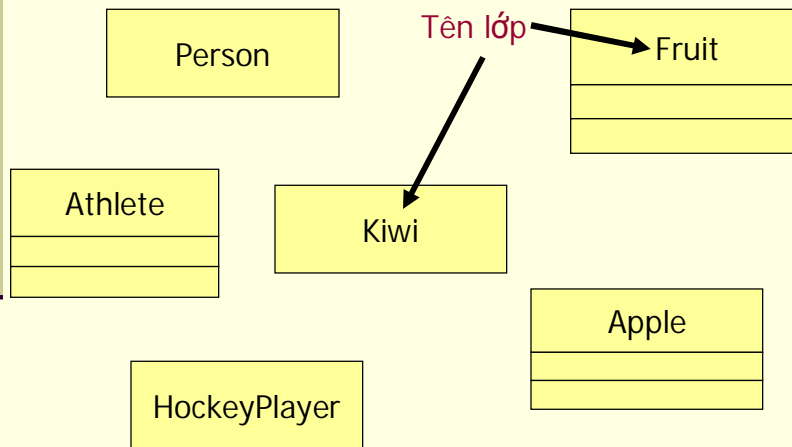 Tên lớp
Person
Fruit
Athlete
Kiwi
Apple
HockeyPlayer